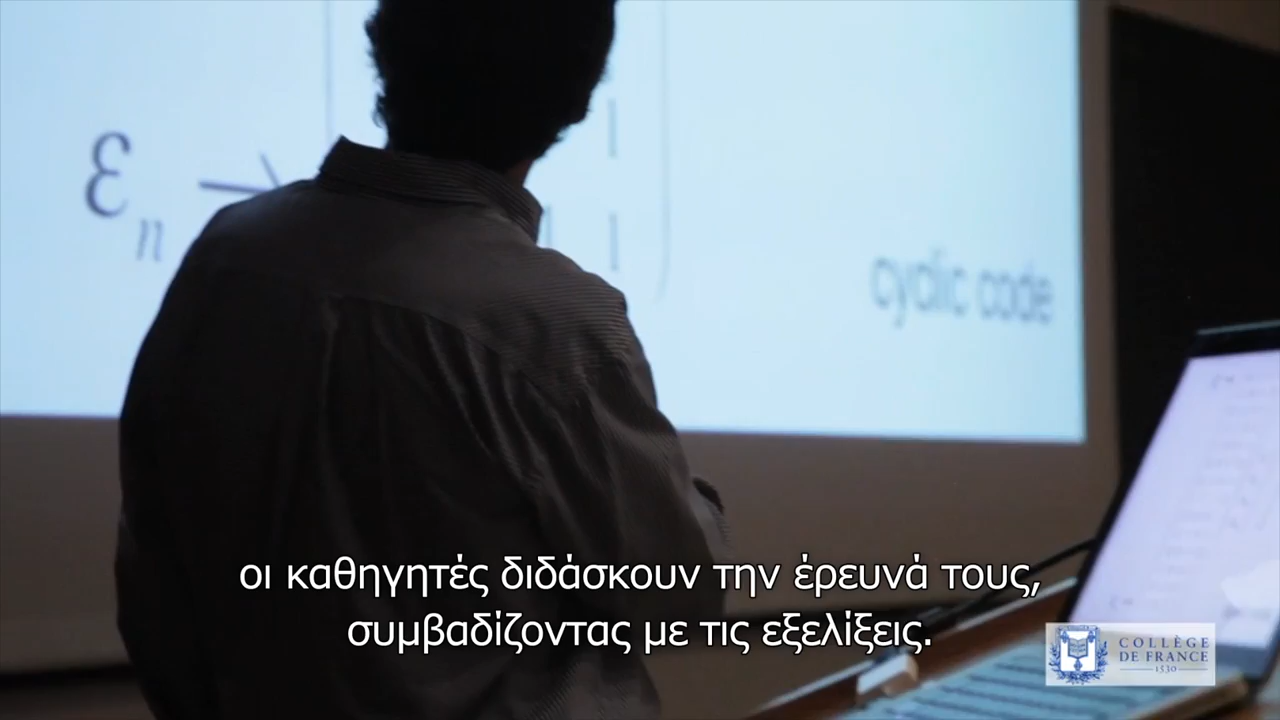 ε n →
cyclic code
οι καθηγητές διδάσκουν την έρευνά τους,
συμβαδίζοντας με τις εξελίξεις.
COLLÈGE
DE FRANCE
1530